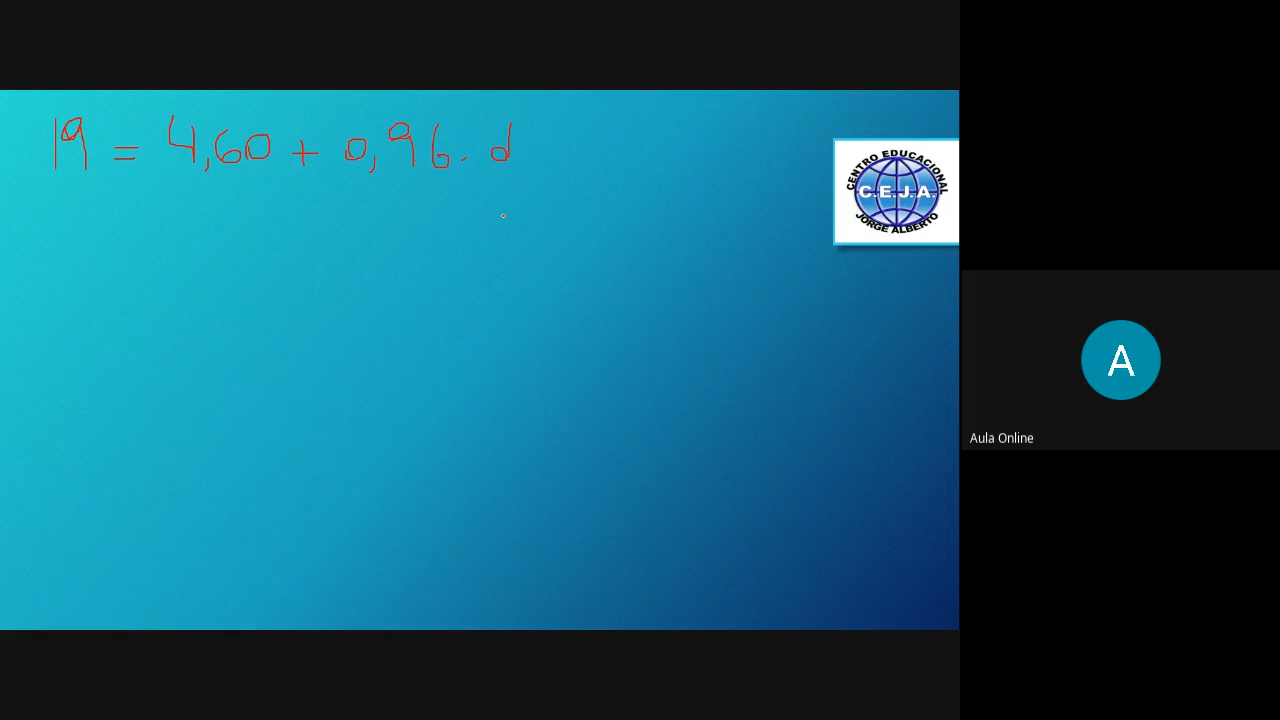 19 = 4,60 + 0,96 . d
CENTRO EDUCACIONAL
C.E.J.A.
JORGE ALBERTO
A
Aula Online